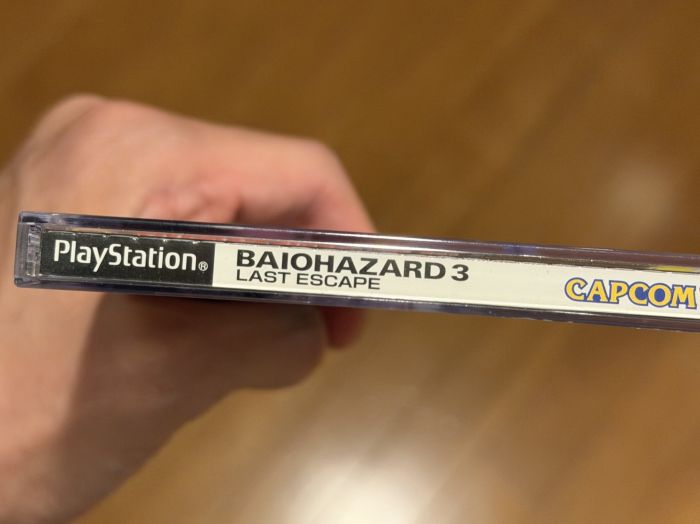 PlayStation®
BAIOHAZARD 3
LAST ESCAPE
CAPCOM